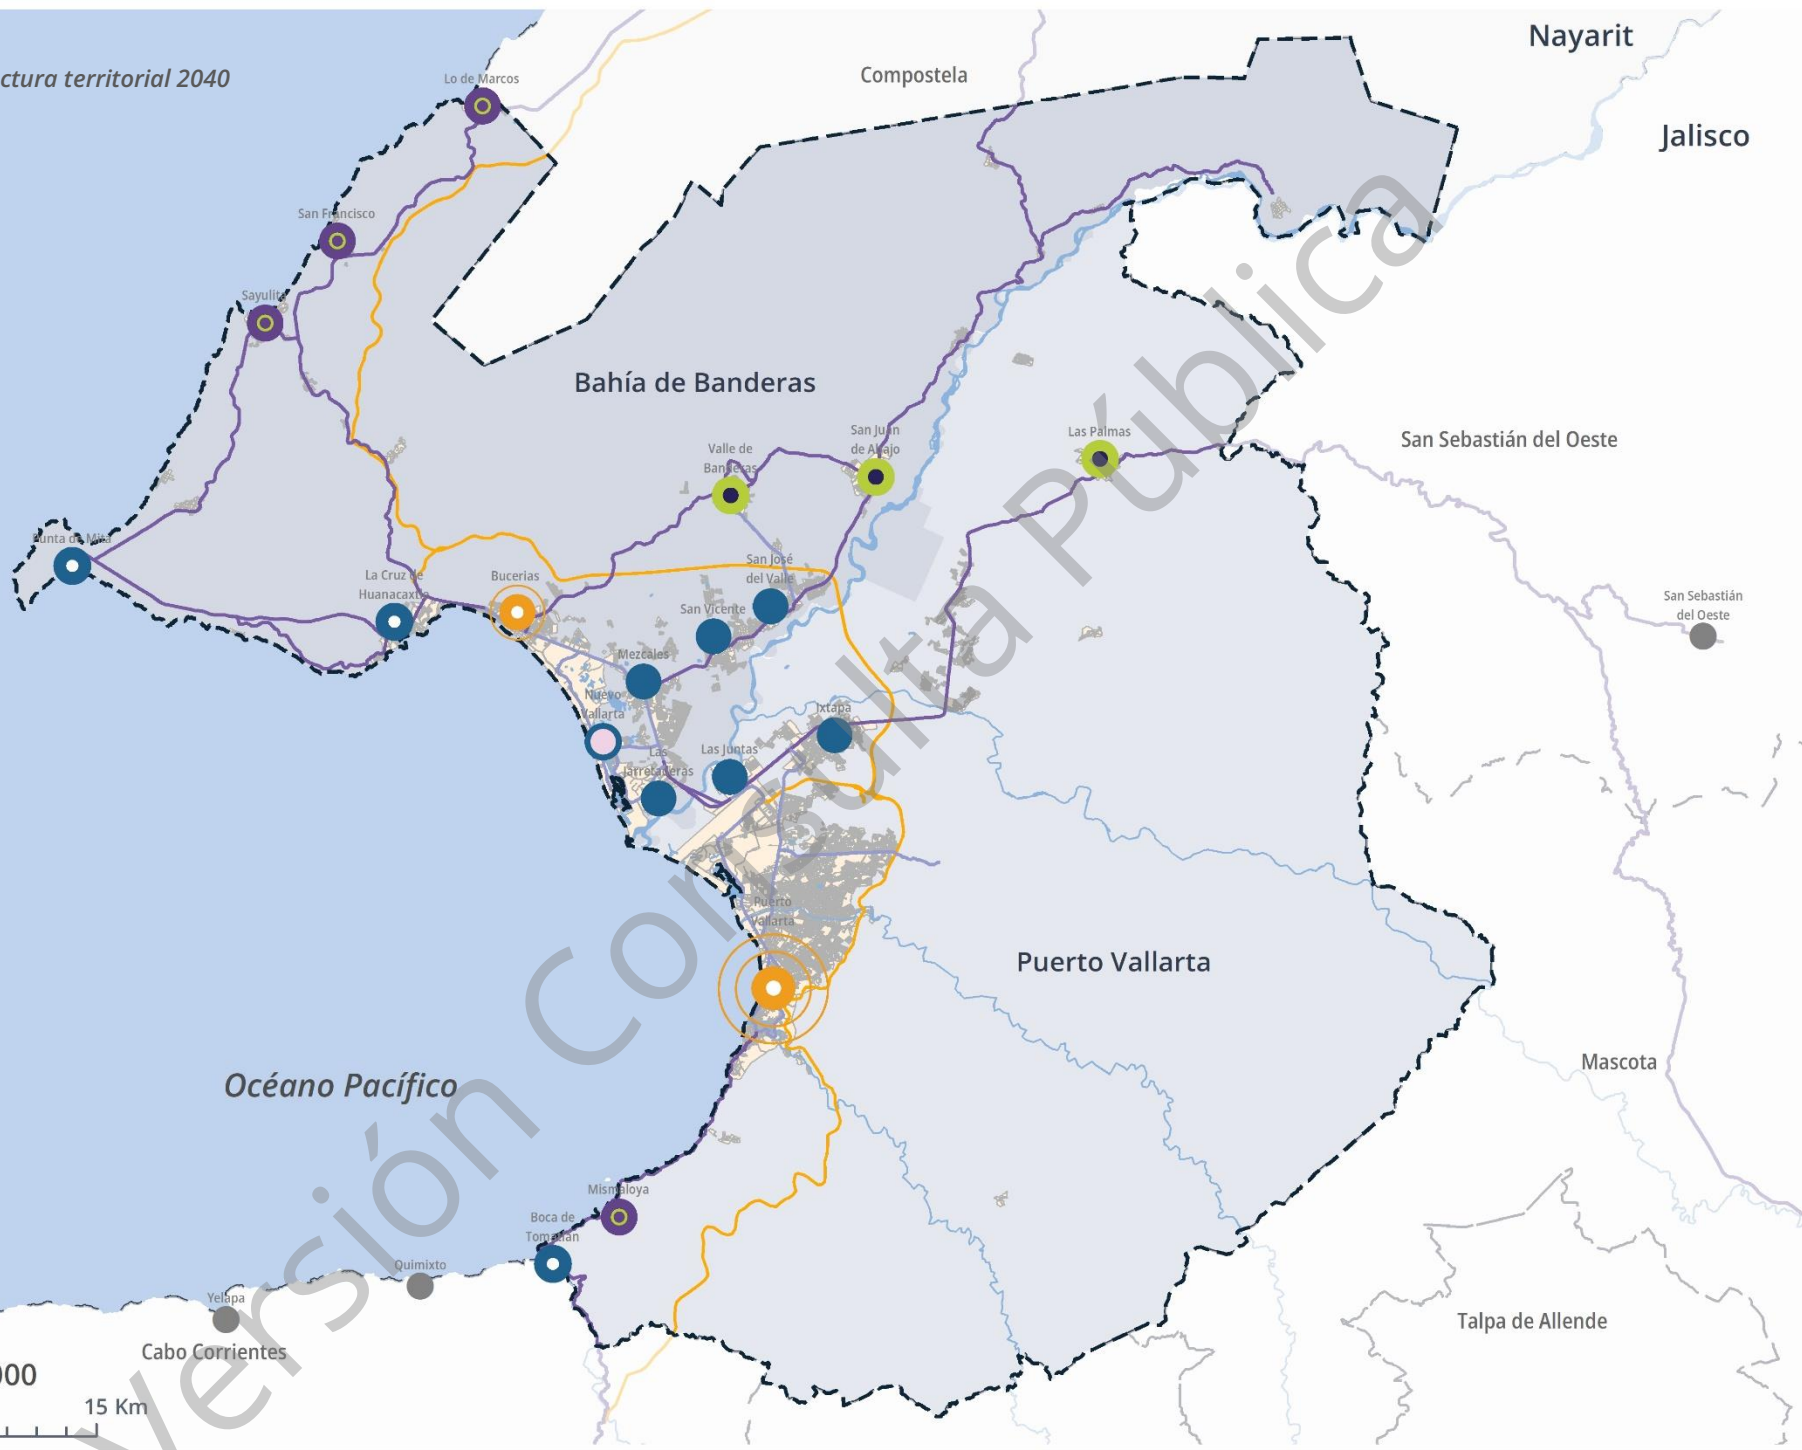 Nayarit
ctura territorial 2040
Lo de Marcos
Compostela
Jalisco
San Francisco
Sayulita
Bahía de Banderas
San Juan
de Abajo
Las Palmas
San Sebastián del Oeste
Valle de
Banderas
Punta de Mita
La Cruz de
Huanacaxtle
Bucerias
San José
del Valle
San Vicente
San Sebastián
del Oeste
Mezcales
Nuevo
Vallarta
Ixtapa
Las
Jarretaderas
Las Juntas
Puerto
Vallarta
Puerto Vallarta
Océano Pacífico
Mascota
Mismaloya
Boca de
Tomatlán
Quimixto
Yelapa
Cabo Corrientes
Talpa de Allende
000
15 Km
Versión Consulta Pública